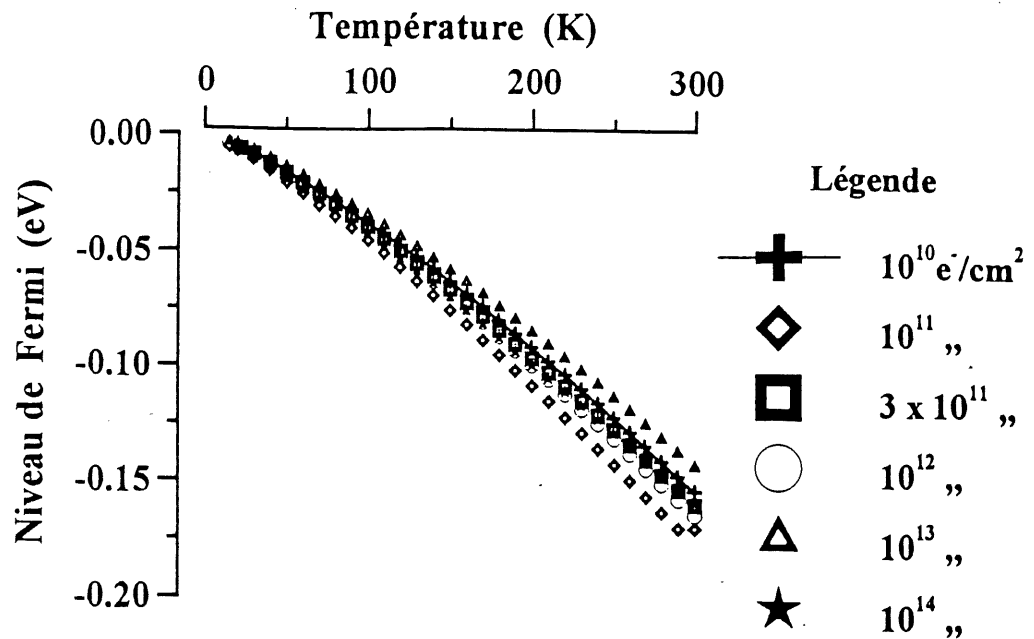 Température (K)
0 100 200 300
Niveau de Fermi (eV)
0.00
-0.05
-0.10
-0.15
-0.20
Légende
10¹⁰ e⁻/cm²
10¹¹ „
3 x 10¹¹ „
10¹² „
10¹³ „
10¹⁴ „